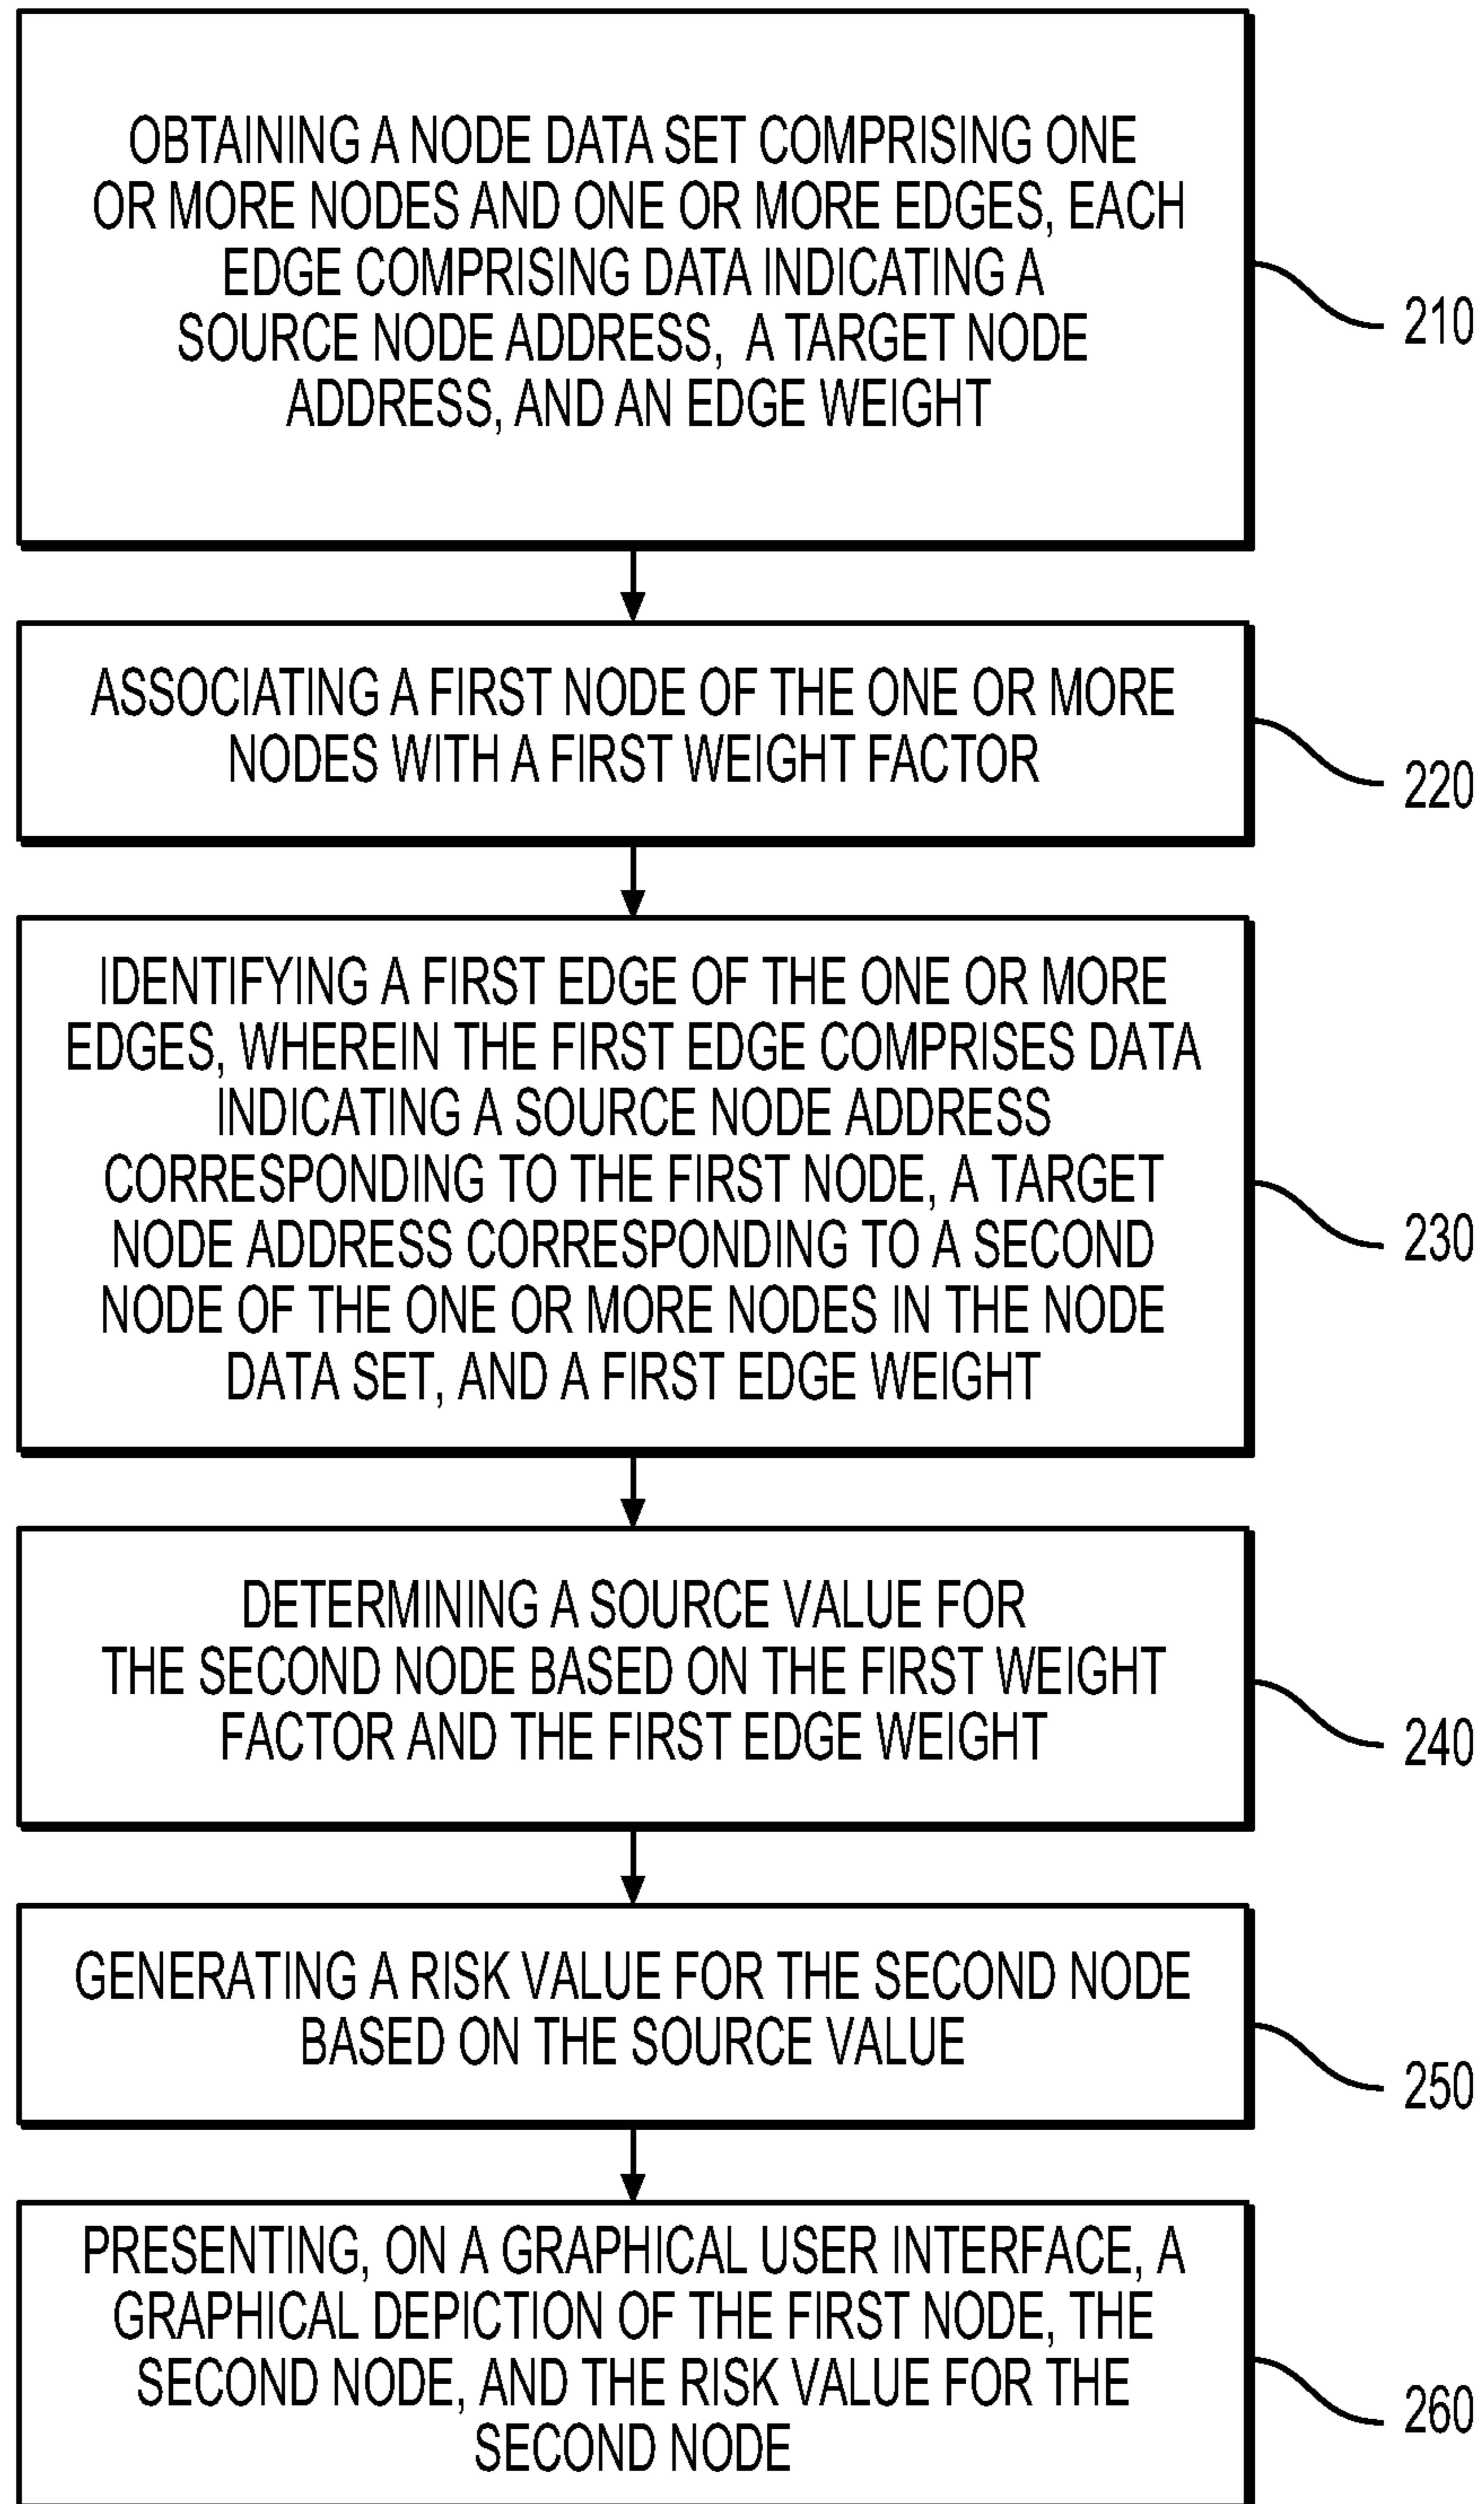 OBTAINING A NODE DATA SET COMPRISING ONE
OR MORE NODES AND ONE OR MORE EDGES, EACH
EDGE COMPRISING DATA INDICATING A
SOURCE NODE ADDRESS, A TARGET NODE
ADDRESS, AND AN EDGE WEIGHT
210
ASSOCIATING A FIRST NODE OF THE ONE OR MORE
NODES WITH A FIRST WEIGHT FACTOR
220
IDENTIFYING A FIRST EDGE OF THE ONE OR MORE
EDGES, WHEREIN THE FIRST EDGE COMPRISES DATA
INDICATING A SOURCE NODE ADDRESS
CORRESPONDING TO THE FIRST NODE, A TARGET
NODE ADDRESS CORRESPONDING TO A SECOND
NODE OF THE ONE OR MORE NODES IN THE NODE
DATA SET, AND A FIRST EDGE WEIGHT
230
DETERMINING A SOURCE VALUE FOR
THE SECOND NODE BASED ON THE FIRST WEIGHT
FACTOR AND THE FIRST EDGE WEIGHT
240
GENERATING A RISK VALUE FOR THE SECOND NODE
BASED ON THE SOURCE VALUE
250
PRESENTING, ON A GRAPHICAL USER INTERFACE, A
GRAPHICAL DEPICTION OF THE FIRST NODE, THE
SECOND NODE, AND THE RISK VALUE FOR THE
SECOND NODE
260